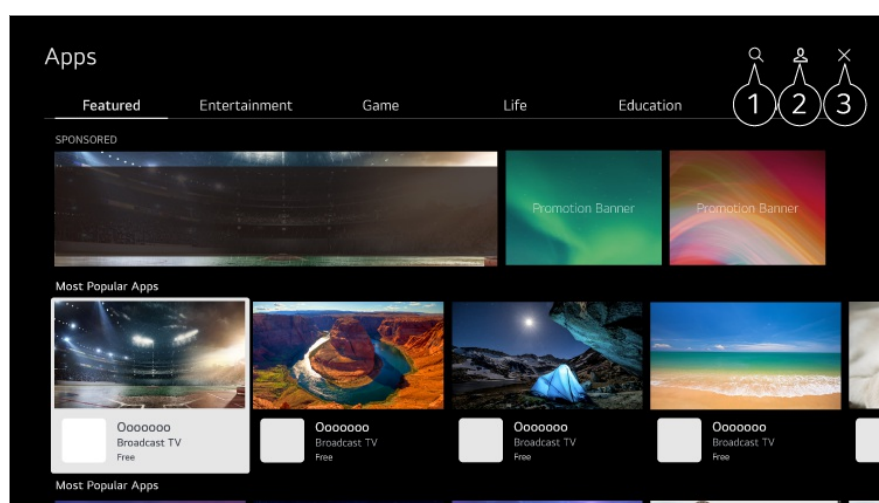 Apps
Featured Entertainment Game Life Education
1 2 3
SPONSORED
Promotion Banner Promotion Banner
Most Popular Apps
Ooooooo Ooooooo Ooooooo Ooooooo
Broadcast TV Broadcast TV Broadcast TV Broadcast TV
Free Free Free Free
Most Popular Apps